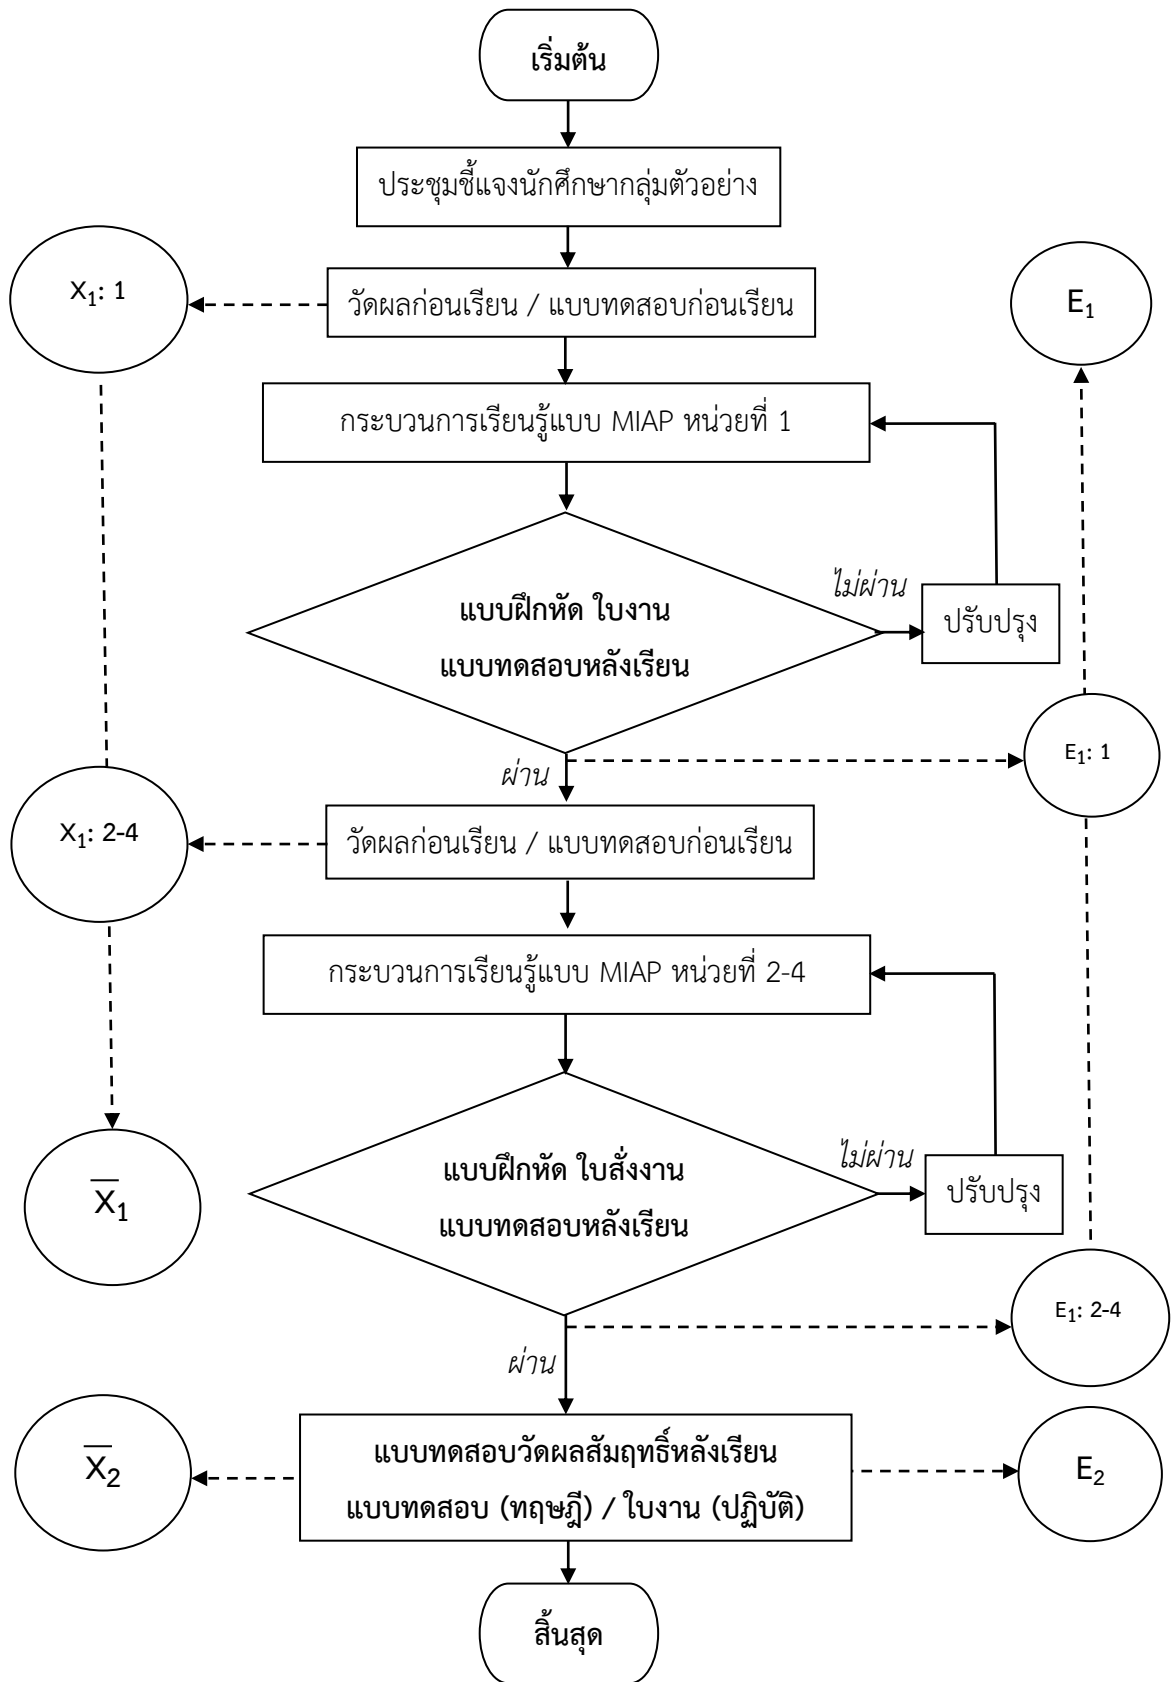 เริ่มต้น
ประชุมชี้แจงนักศึกษากลุ่มตัวอย่าง
X₁: 1
วัดผลก่อนเรียน / แบบทดสอบก่อนเรียน
E₁
กระบวนการเรียนรู้แบบ MIAP หน่วยที่ 1
ไม่ผ่าน
แบบฝึกหัด ใบงาน
แบบทดสอบหลังเรียน
ปรับปรุง
E₁: 1
ผ่าน
X₁: 2-4
วัดผลก่อนเรียน / แบบทดสอบก่อนเรียน
กระบวนการเรียนรู้แบบ MIAP หน่วยที่ 2-4
ไม่ผ่าน
แบบฝึกหัด ใบสั่งงาน
แบบทดสอบหลังเรียน
ปรับปรุง
X̅₁
E₁: 2-4
ผ่าน
X̅₂
แบบทดสอบวัดผลสัมฤทธิ์หลังเรียน
แบบทดสอบ (ทฤษฎี) / ใบงาน (ปฏิบัติ)
E₂
สิ้นสุด